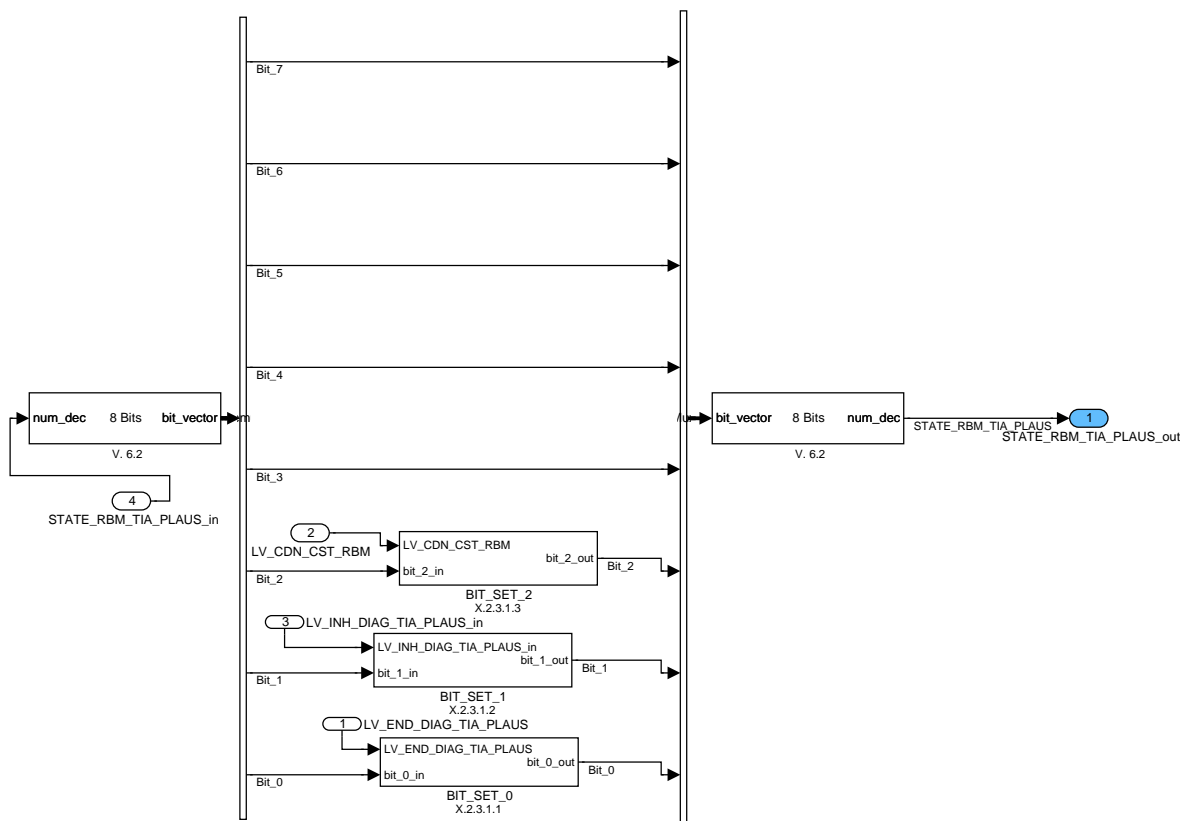 Bit_7
Bit_6
Bit_5
Bit_4
num_dec 8 Bits bit_vector
V. 6.2
bit_vector 8 Bits num_dec
V. 6.2
STATE_RBM_TIA_PLAUS
1
STATE_RBM_TIA_PLAUS_out
Bit_3
4
STATE_RBM_TIA_PLAUS_in
2
LV_CDN_CST_RBM
LV_CDN_CST_RBM
bit_2_out
bit_2_in
Bit_2
Bit_2
BIT_SET_2
X.2.3.1.3
3
LV_INH_DIAG_TIA_PLAUS_in
LV_INH_DIAG_TIA_PLAUS_in
bit_1_out
bit_1_in
Bit_1
Bit_1
BIT_SET_1
X.2.3.1.2
1
LV_END_DIAG_TIA_PLAUS
LV_END_DIAG_TIA_PLAUS
bit_0_out
bit_0_in
Bit_0
Bit_0
BIT_SET_0
X.2.3.1.1